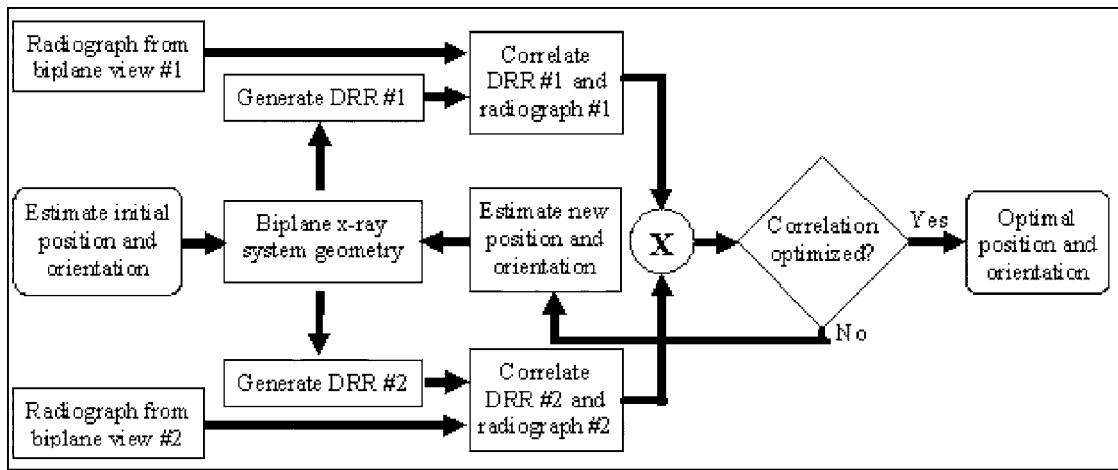 Radiograph from
biplane view #1
Generate DRR #1
Correlate
DRR #1 and
radiograph #1
Estimate initial
position and
orientation
Biplane x-ray
system geometry
Estimate new
position and
orientation
X
Correlation
optimized?
Yes
Optimal
position and
orientation
No
Generate DRR #2
Correlate
DRR #2 and
radiograph #2
Radiograph from
biplane view #2